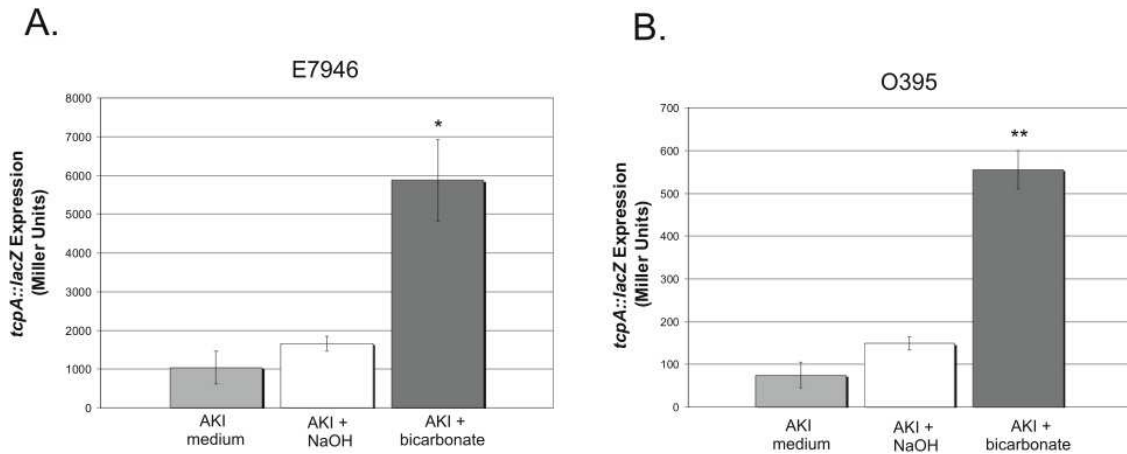 A.
E7946
tcpA::lacZ Expression
(Miller Units)
8000
7000
6000
5000
4000
3000
2000
1000
0
*
AKI
medium
AKI +
NaOH
AKI +
bicarbonate
B.
O395
tcpA::lacZ Expression
(Miller Units)
700
600
500
400
300
200
100
0
**
AKI
medium
AKI +
NaOH
AKI +
bicarbonate